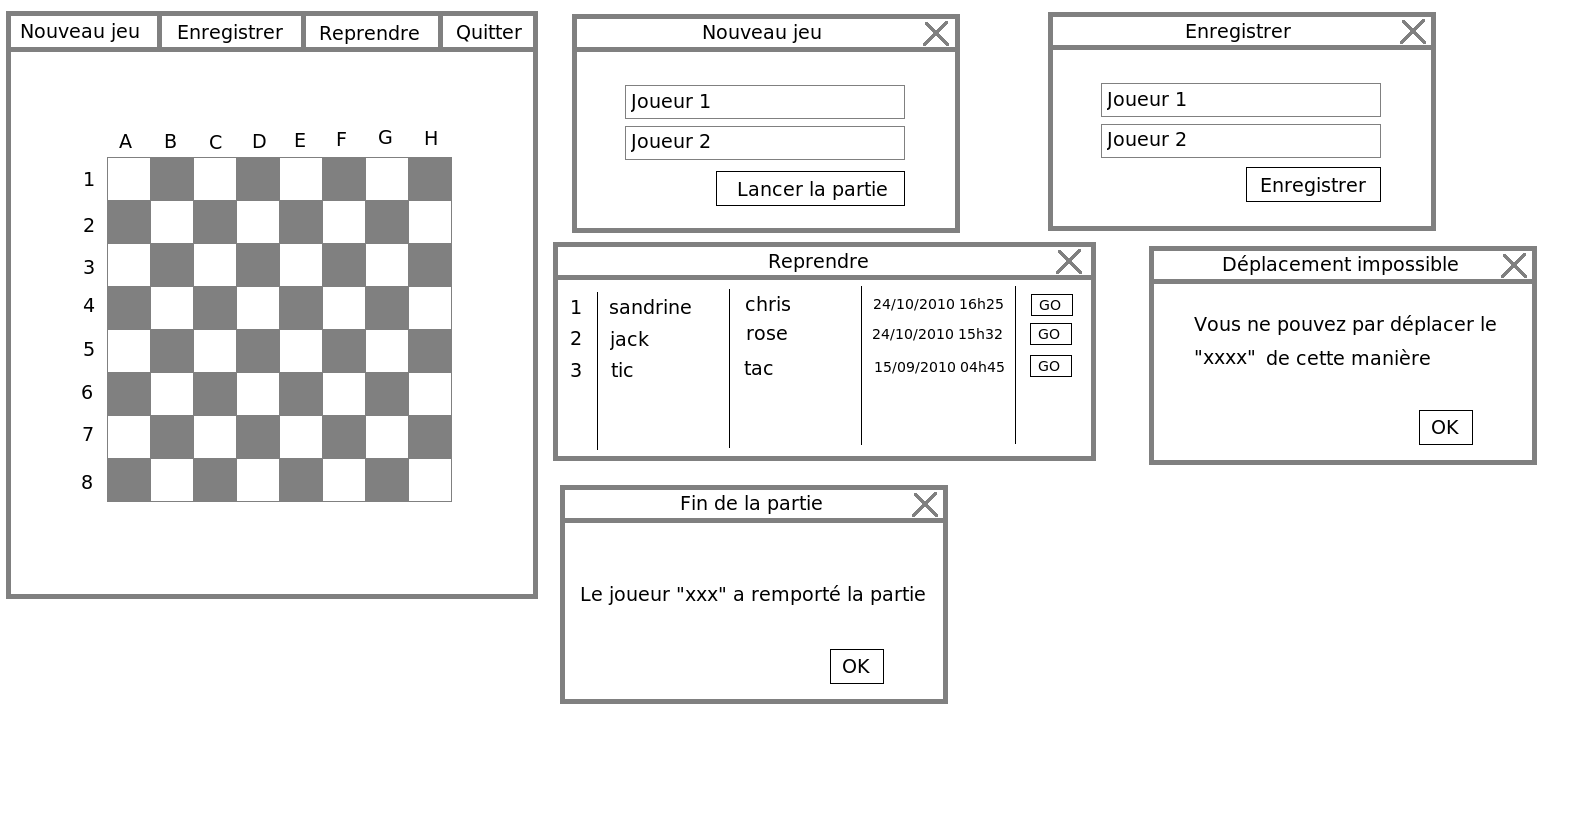 Nouveau jeu Enregistrer Reprendre Quitter
A B C D E F G H
1
2
3
4
5
6
7
8
Nouveau jeu
Joueur 1
Joueur 2
Lancer la partie
Enregistrer
Joueur 1
Joueur 2
Enregistrer
Reprendre
1 sandrine chris 24/10/2010 16h25 GO
2 jack rose 24/10/2010 15h32 GO
3 tic tac 15/09/2010 04h45 GO
Déplacement impossible
Vous ne pouvez par déplacer le
"xxxx" de cette manière
OK
Fin de la partie
Le joueur "xxx" a remporté la partie
OK